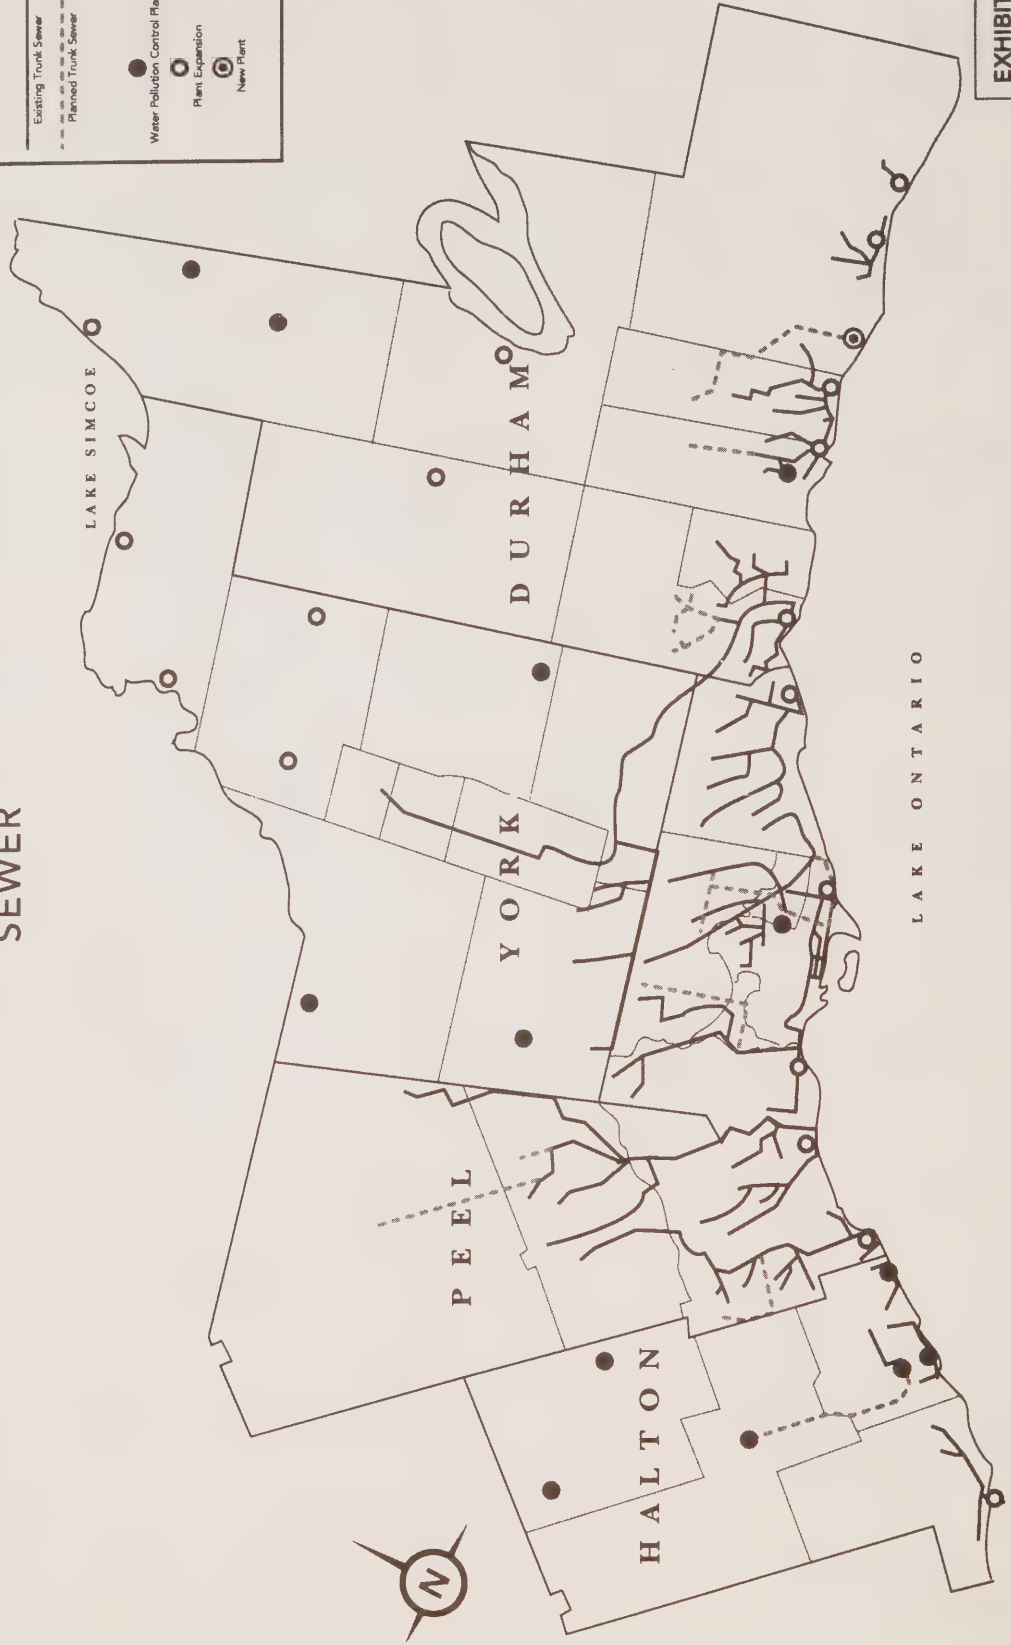 SEWER
Existing Trunk Sewer
Planned Trunk Sewer
Water Pollution Control
Plant Expansion
New Plant
LAKE SIMCOE
DURHAM
YORK
PEEL
HALTON
LAKE ONTARIO
N
EXHIBIT